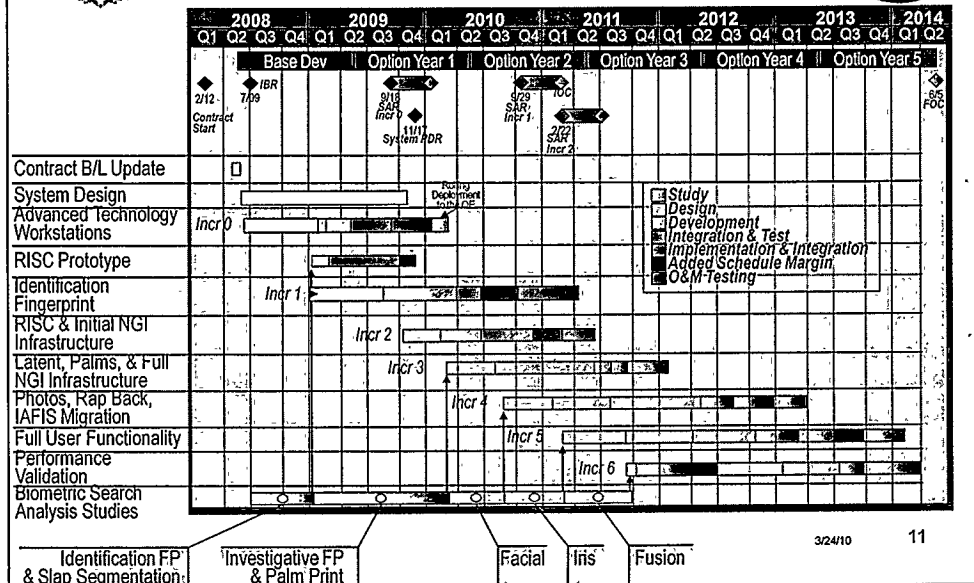 2008 2009 2010 2011 2012 2013 2014
Q1 Q2 Q3 Q4 Q1 Q2 Q3 Q4 Q1 Q2 Q3 Q4 Q1 Q2 Q3 Q4 Q1 Q2 Q3 Q4 Q1 Q2 Q3 Q4 Q1 Q2
Base Dev Option Year 1 Option Year 2 Option Year 3 Option Year 4 Option Year 5
2/12
Contract
Start
7/09
IBR
9/18
SAR
Incr 0
11/17
System PDR
9/29
SAR
Incr 1
IOC
2/22
SAR
Incr 2
6/5
FOC
Contract B/L Update
System Design
Rolling
Deployment
to the
Advanced Technology
Workstations
Incr 0
RISC Prototype
Identification
Fingerprint
Incr 1
RISC & Initial NGI
Infrastructure
Incr 2
Latent, Palms, & Full
NGI Infrastructure
Incr 3
Photos, Rap Back,
IAFIS Migration
Incr 4
Full User Functionality
Incr 5
Performance
Validation
Incr 6
Biometric Search
Analysis Studies
Study
Design
Development
Integration & Test
Implementation & Integration
Added Schedule Margin
O&M Testing
Identification FP
& Slap Segmentation
Investigative FP
& Palm Print
Facial
Iris
Fusion
3/24/10
11